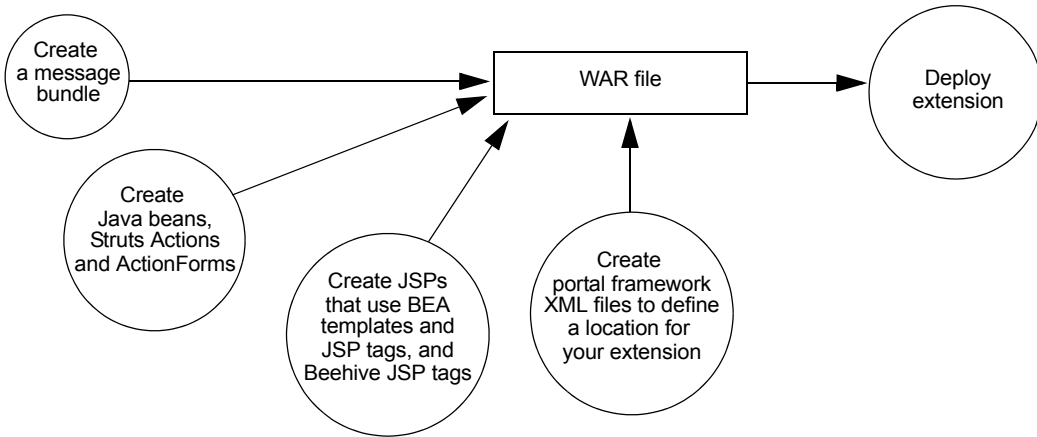 Create
a message
bundle
WAR file
Deploy
extension
Create
Java beans,
Struts Actions
and ActionForms
Create JSPs
that use BEA
templates and
JSP tags, and
Beehive JSP tags
Create
portal framework
XML files to define
a location for
your extension